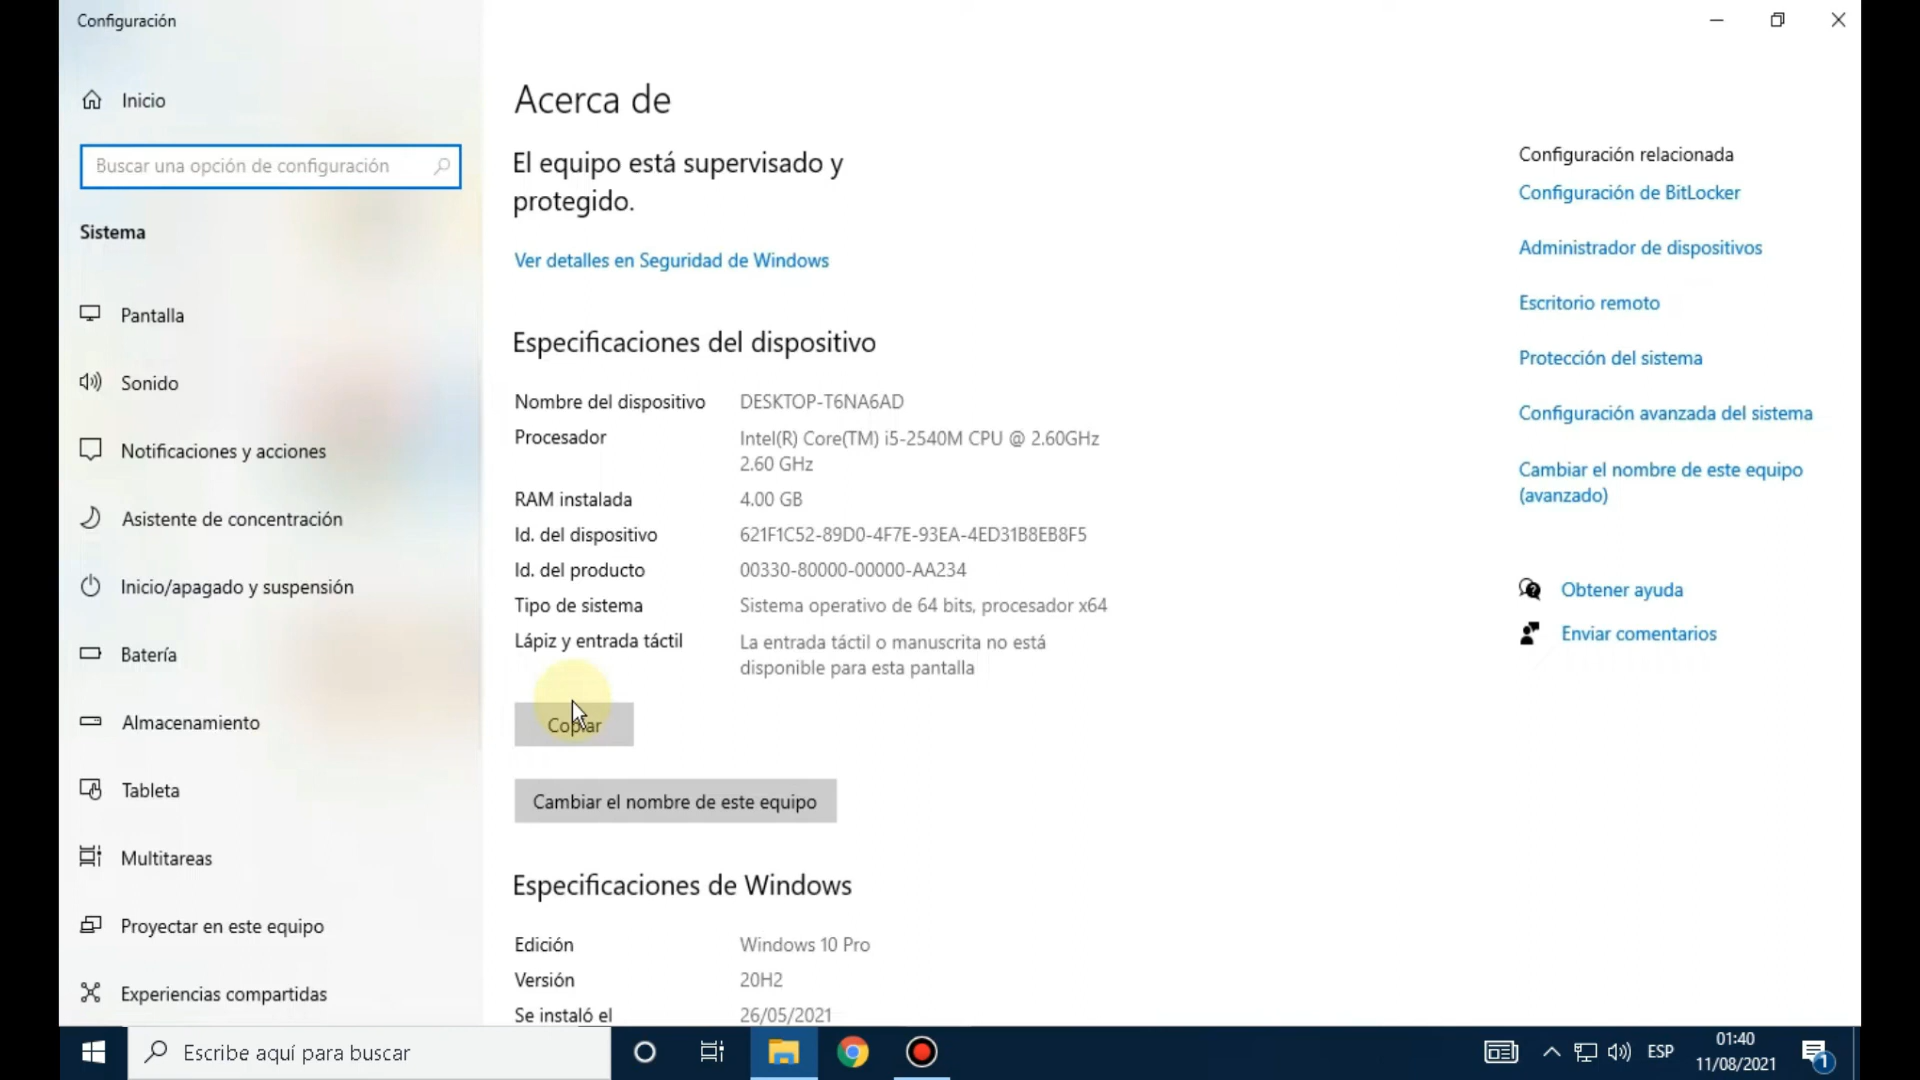 Configuración
Inicio
Buscar una opción de configuración
Sistema
Pantalla
Sonido
Notificaciones y acciones
Asistente de concentración
Inicio/apagado y suspensión
Batería
Almacenamiento
Tableta
Multitareas
Proyectar en este equipo
Experiencias compartidas
Acerca de
El equipo está supervisado y
protegido.
Ver detalles en Seguridad de Windows
Especificaciones del dispositivo
Nombre del dispositivo DESKTOP-T6NA6AD
Procesador Intel(R) Core(TM) i5-2540M CPU @ 2.60GHz
2.60 GHz
RAM instalada 4.00 GB
Id. del dispositivo 621F1C52-89D0-4F7E-93EA-4ED31B8EB8F5
Id. del producto 00330-80000-00000-AA234
Tipo de sistema Sistema operativo de 64 bits, procesador x64
Lápiz y entrada táctil La entrada táctil o manuscrita no está
disponible para esta pantalla
Copiar
Cambiar el nombre de este equipo
Especificaciones de Windows
Edición Windows 10 Pro
Versión 20H2
Se instaló el 26/05/2021
Configuración relacionada
Configuración de BitLocker
Administrador de dispositivos
Escritorio remoto
Protección del sistema
Configuración avanzada del sistema
Cambiar el nombre de este equipo
(avanzado)
Obtener ayuda
Enviar comentarios
Escribe aquí para buscar
ESP
01:40
11/08/2021
1